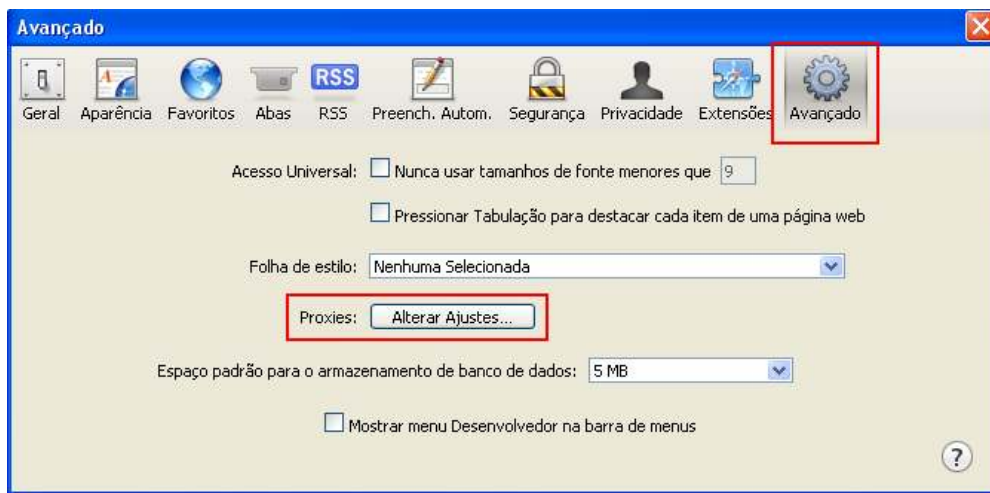 Avançado
Geral Aparência Favoritos Abas RSS Preench. Autom. Segurança Privacidade Extensões Avançado
RSS
Acesso Universal: Nunca usar tamanhos de fonte menores que 9
Pressionar Tabulação para destacar cada item de uma página web
Folha de estilo: Nenhuma Selecionada
Proxies: Alterar Ajustes...
Espaço padrão para o armazenamento de banco de dados: 5 MB
Mostrar menu Desenvolvedor na barra de menus
?